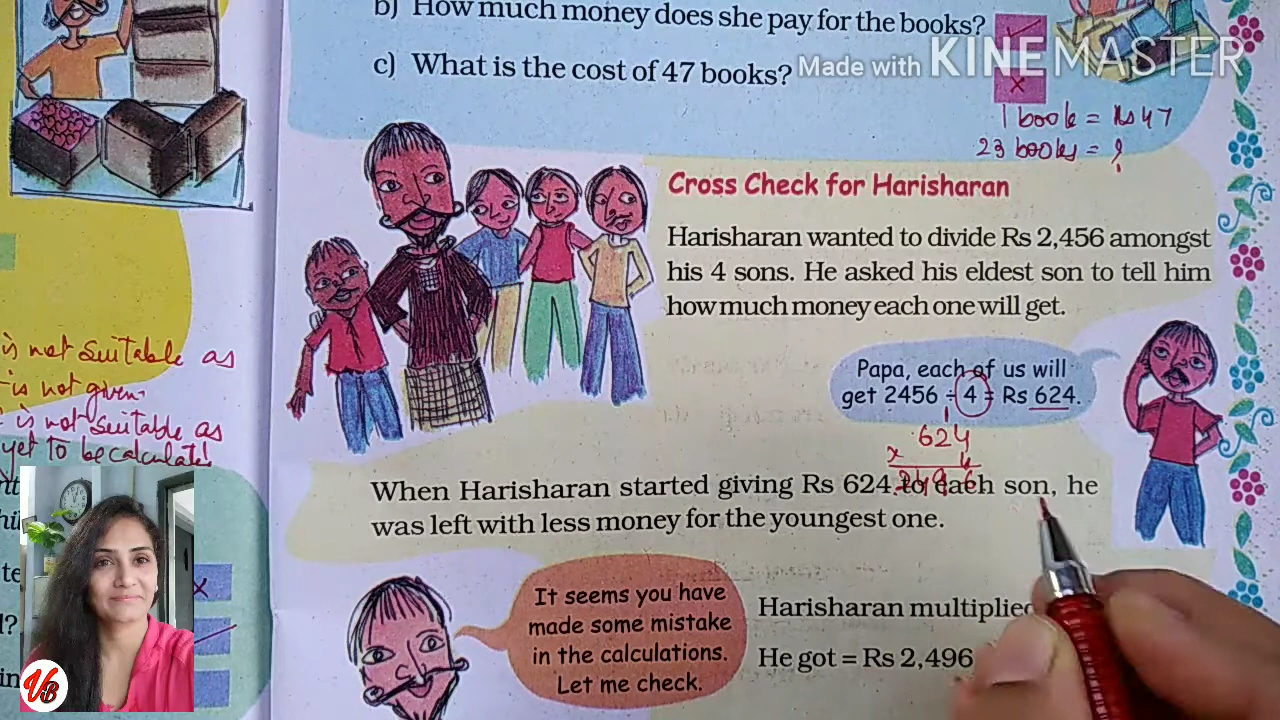 b) How much money does she pay for the books?
c) What is the cost of 47 books?
Made with KINEMASTER
1 book = Rs 47
23 books = ?
Cross Check for Harisharan
Harisharan wanted to divide Rs 2,456 amongst
his 4 sons. He asked his eldest son to tell him
how much money each one will get.
Papa, each of us will
get 2456 ÷ 4 = Rs 624.
1
624
x 4
2496
is not suitable as
is not given.
is not suitable as
yet to be calculated
When Harisharan started giving Rs 624 to each son, he
was left with less money for the youngest one.
It seems you have
made some mistake
in the calculations.
Let me check.
Harisharan multiplied
He got = Rs 2,496
VB